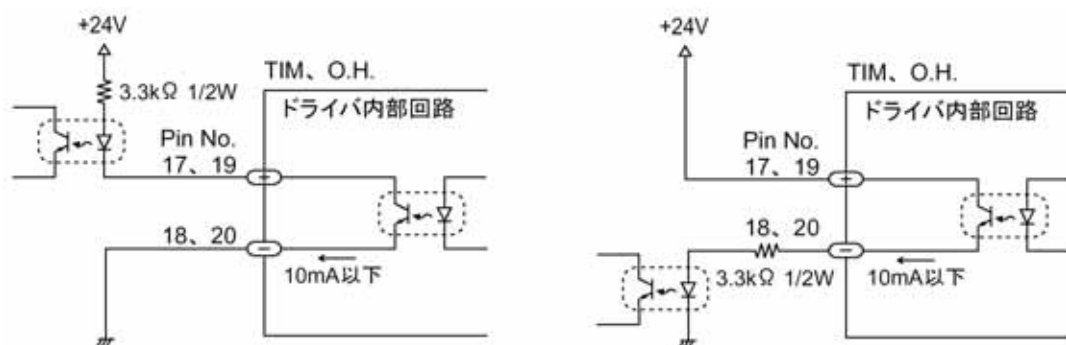 +24V
3.3kΩ 1/2W
TIM、O.H.
ドライバ内部回路
Pin No.
17、19
+
18、20
−
10mA以下
+24V
TIM、O.H.
ドライバ内部回路
Pin No.
17、19
+
18、20
−
3.3kΩ 1/2W
10mA以下